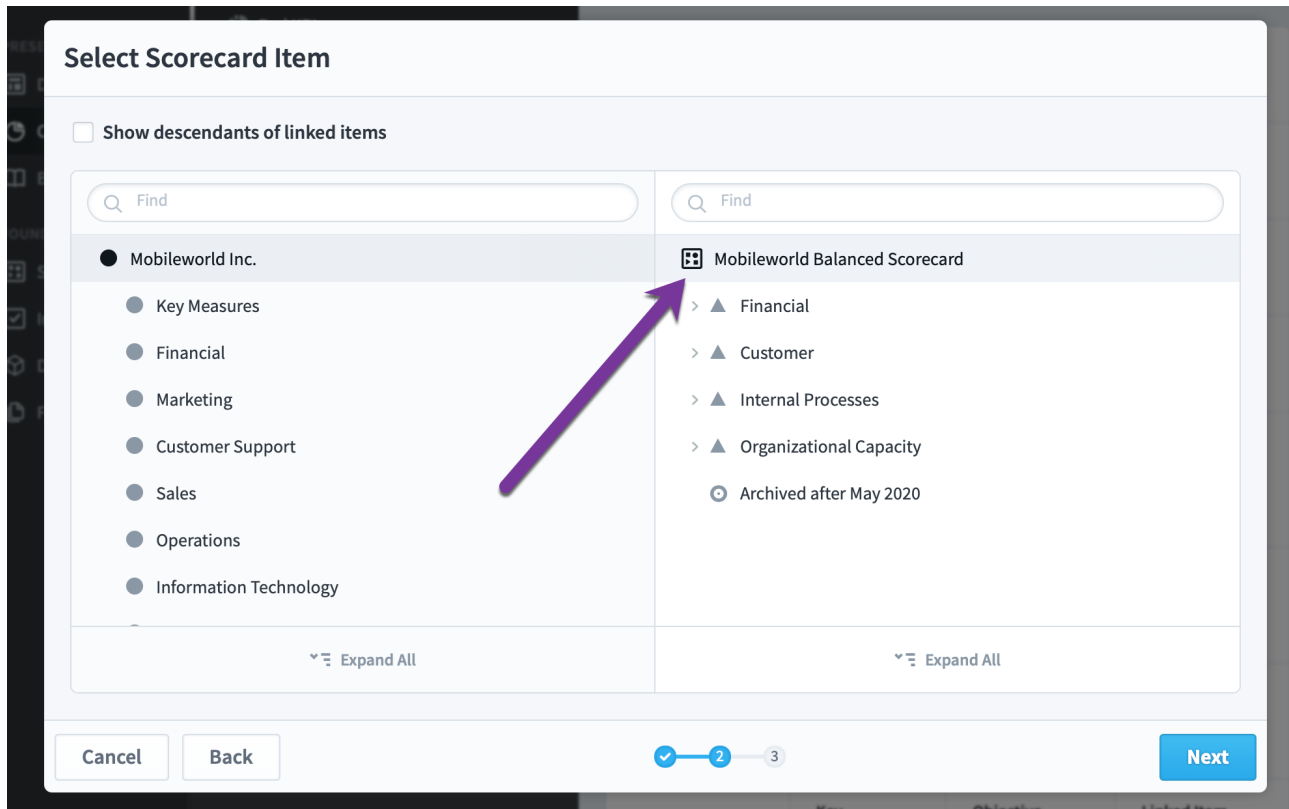 Select Scorecard Item
Show descendants of linked items
Find
Mobileworld Inc.
Key Measures
Financial
Marketing
Customer Support
Sales
Operations
Information Technology
Expand All
Find
Mobileworld Balanced Scorecard
Financial
Customer
Internal Processes
Organizational Capacity
Archived after May 2020
Expand All
Cancel
Back
2
3
Next